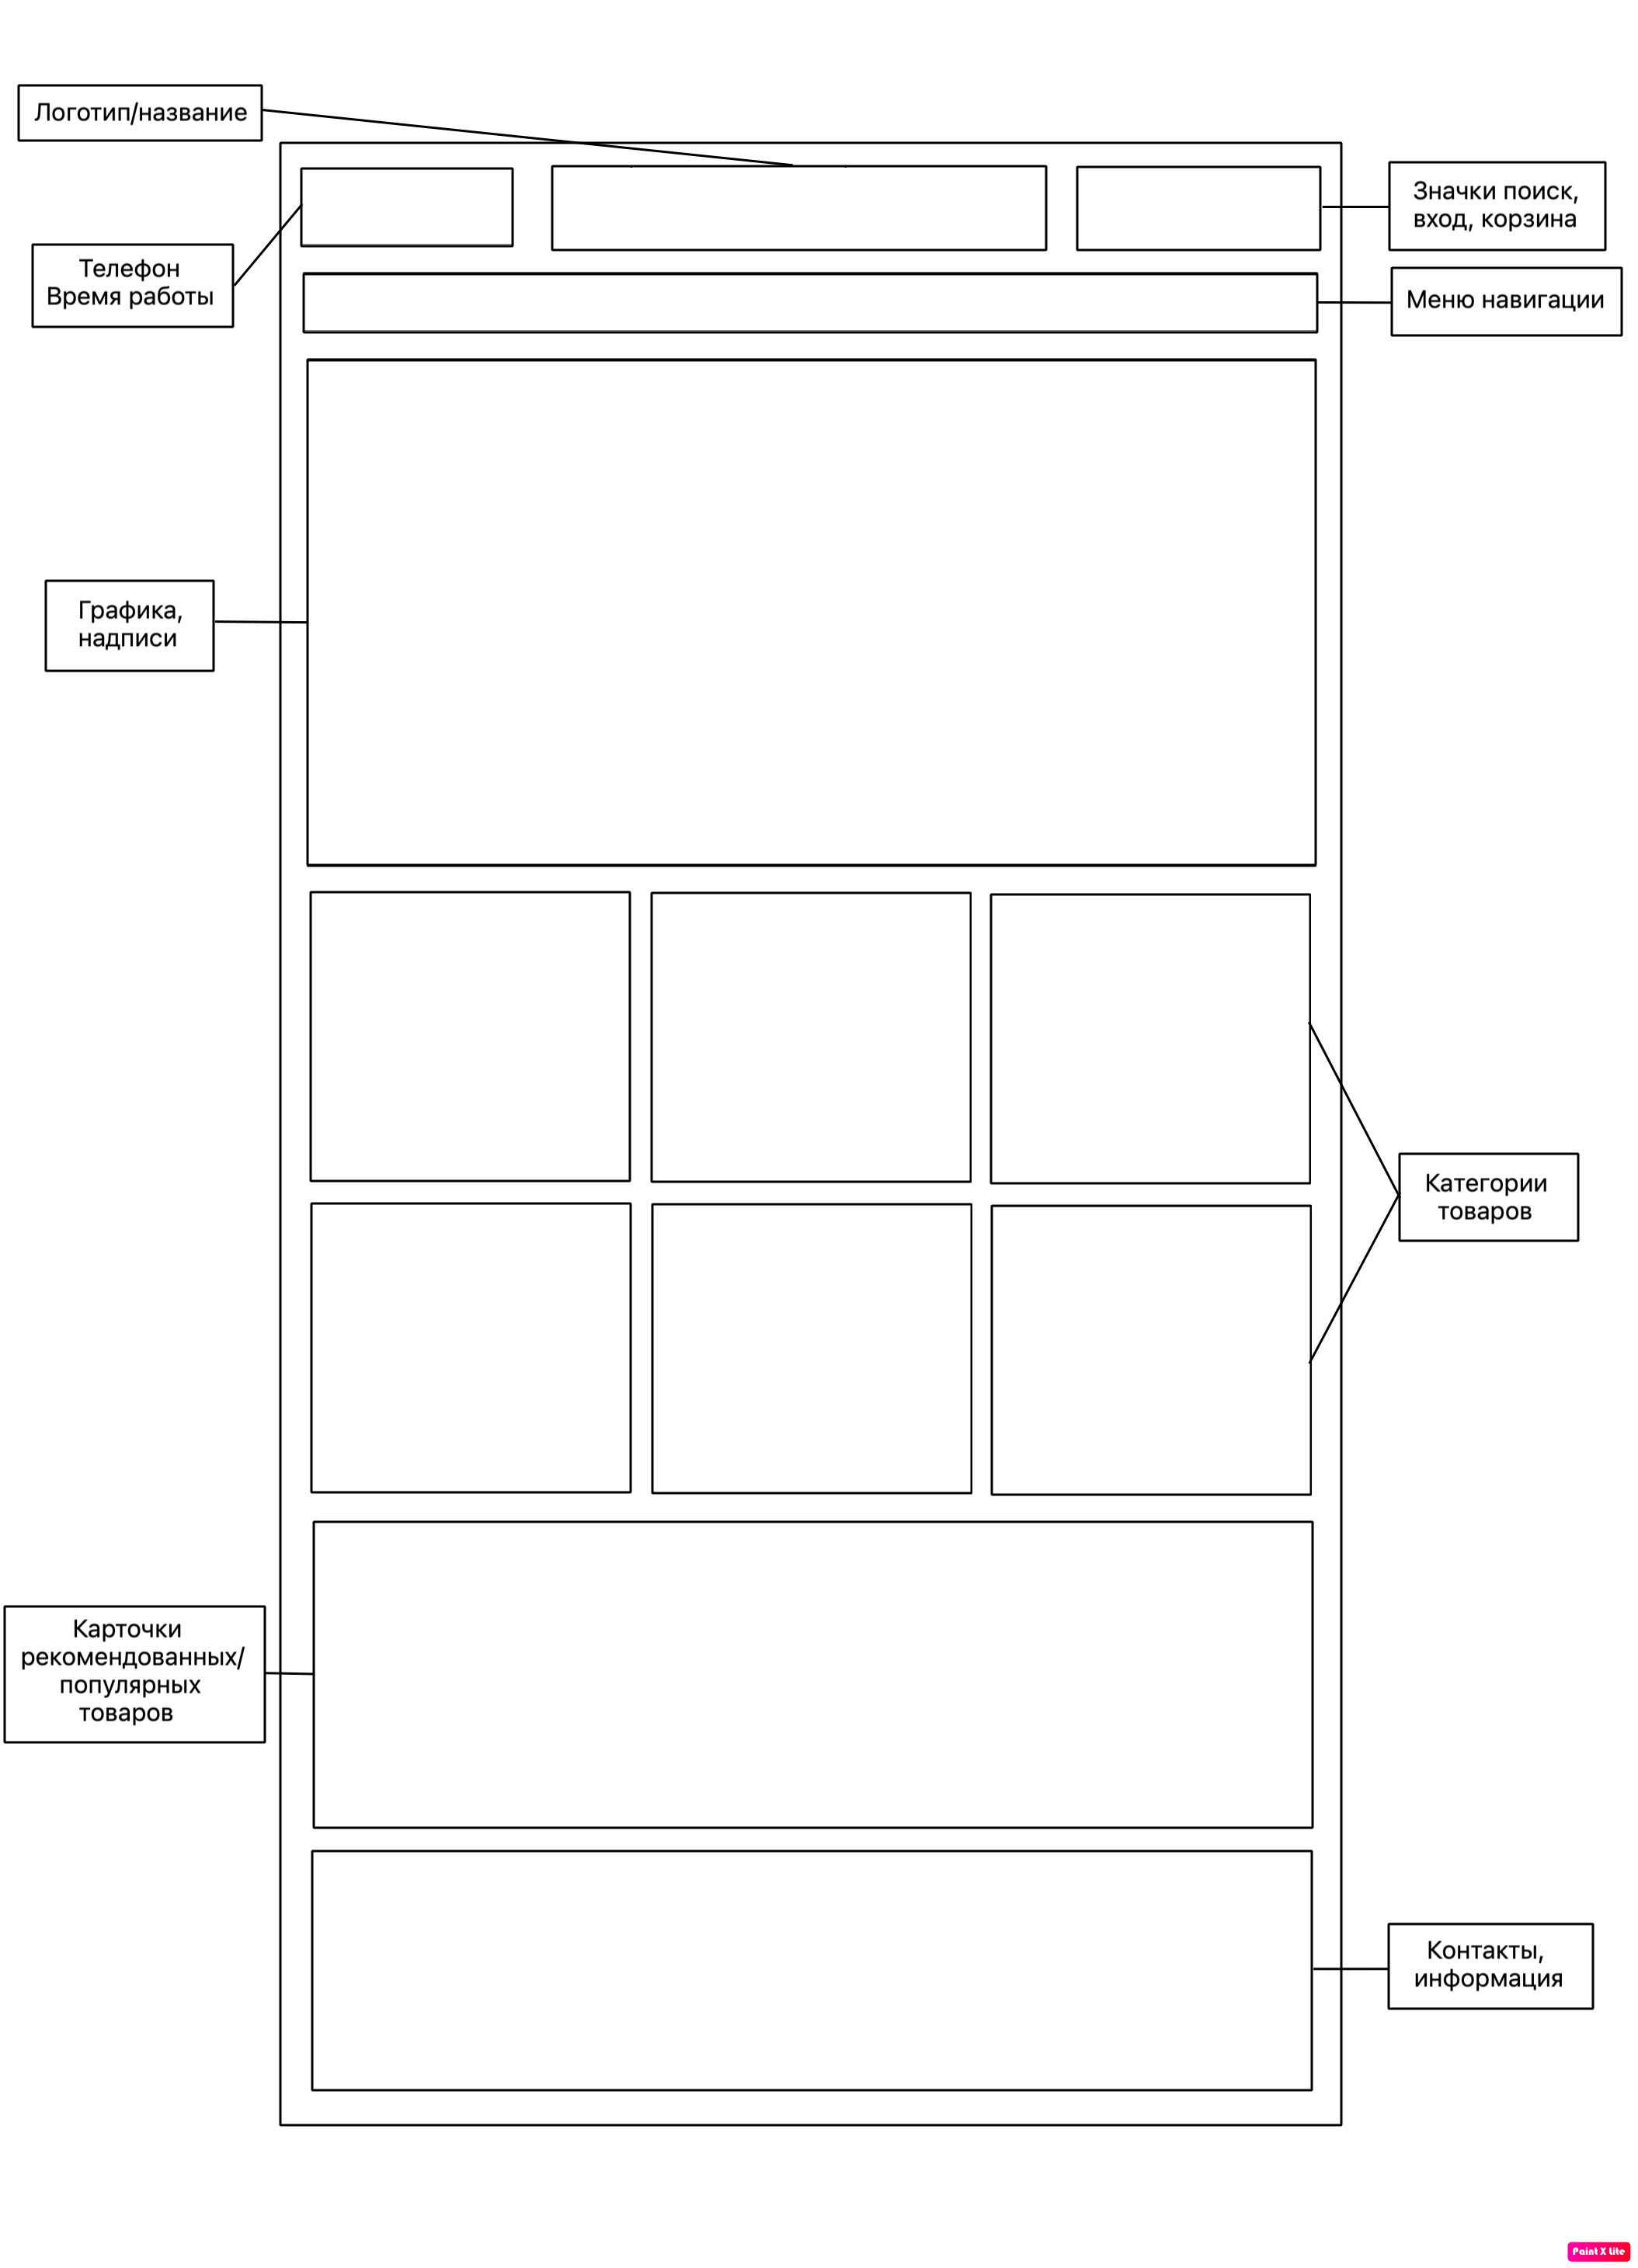 Логотип/название
Значки поиск,
вход, корзина
Телефон
Время работы
Меню навигации
Графика,
надписи
Категории
товаров
Карточки
рекомендованных/
популярных
товаров
Контакты,
информация
Paint X Lite